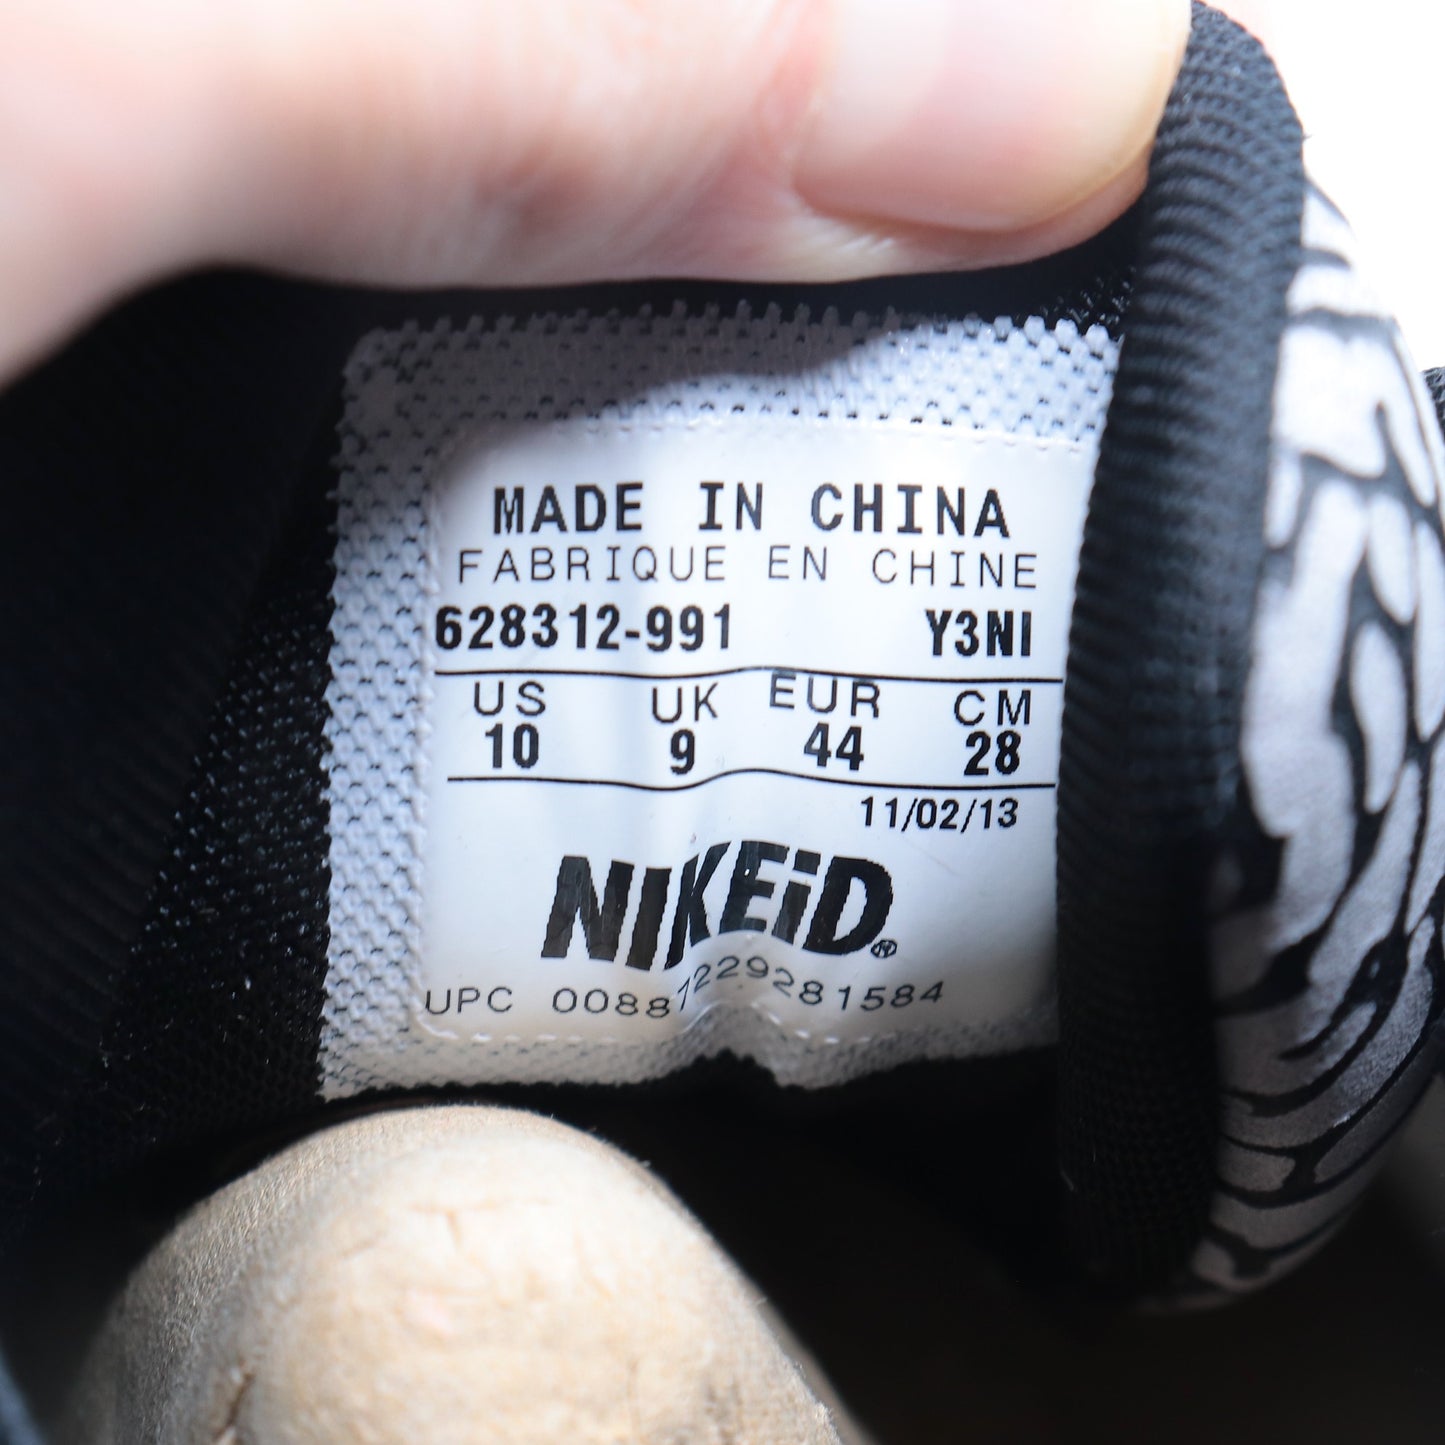 MADE IN CHINA
FABRIQUE EN CHINE
628312-991 Y3NI
US UK EUR CM
10 9 44 28
11/02/13
NIKEiD®
UPC 00887229281584